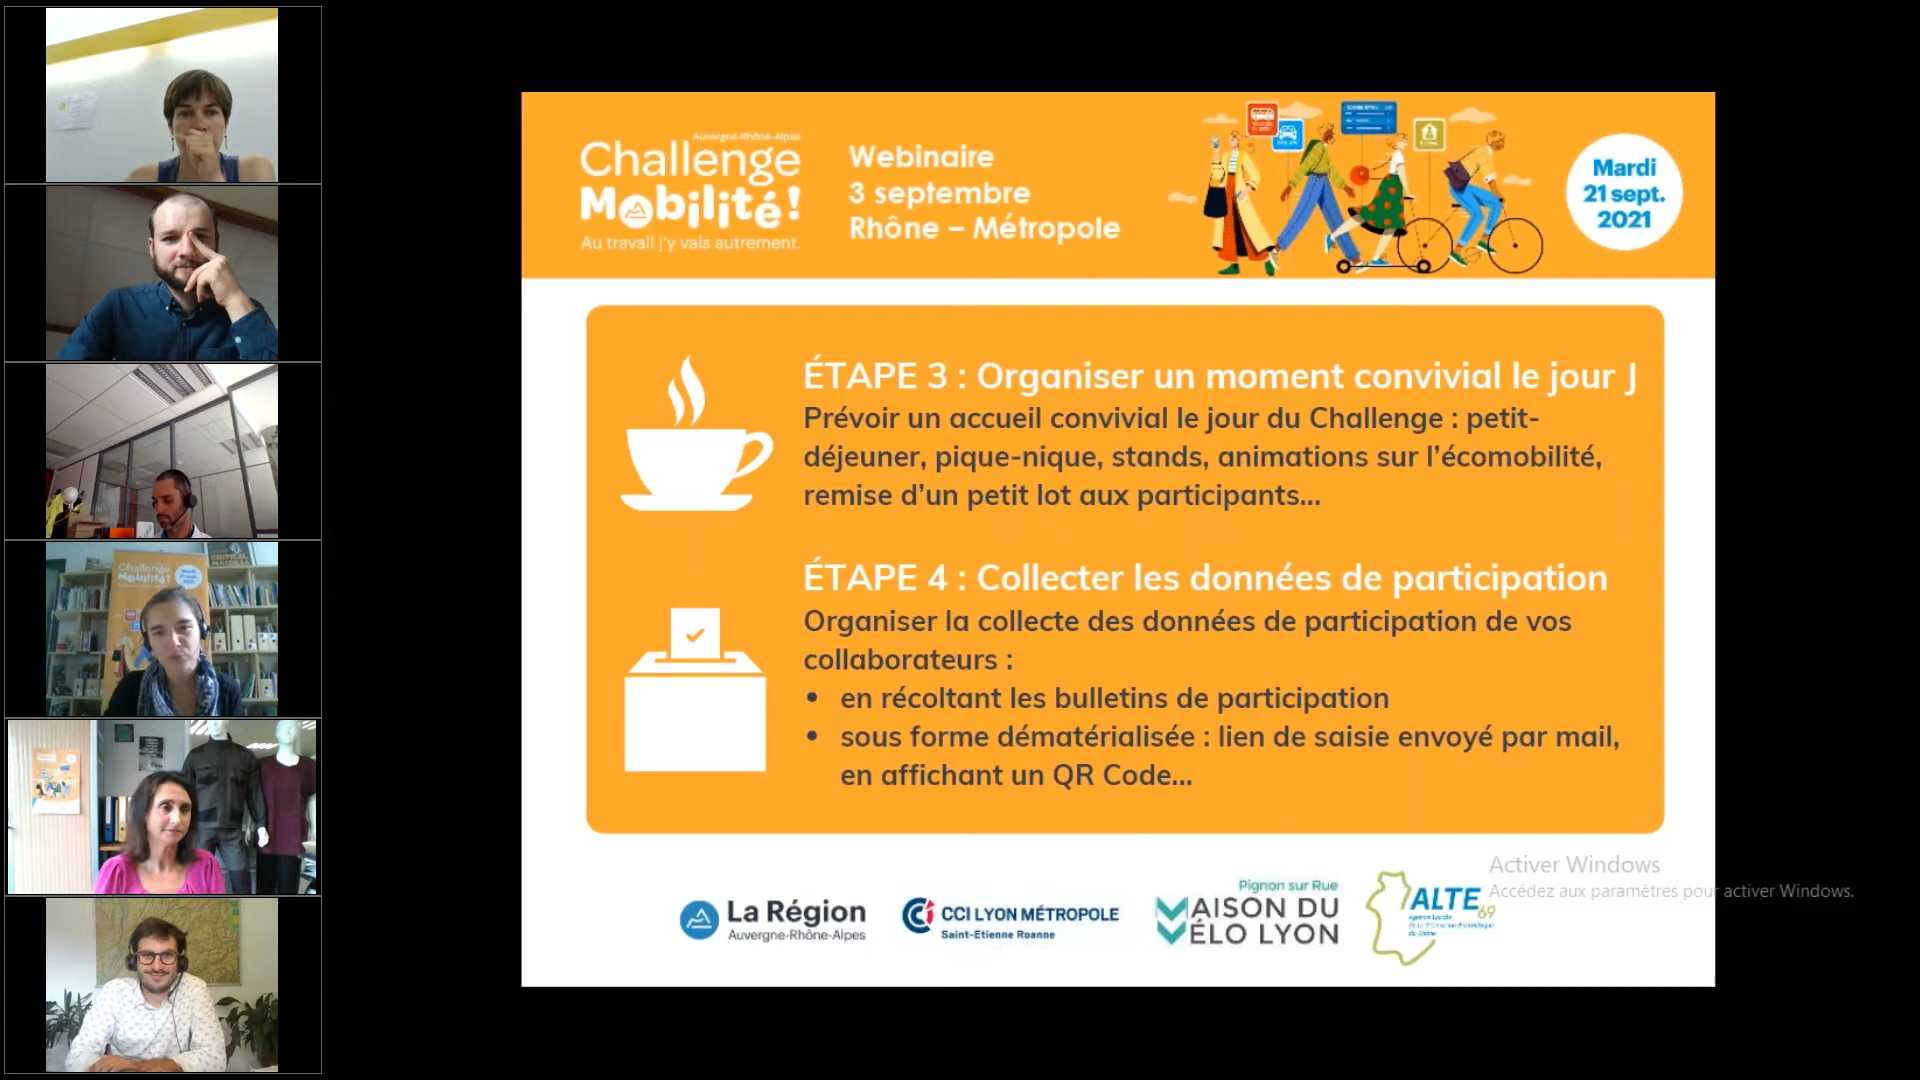 Auvergne-Rhône-Alpes
Challenge
Mobilité!
Au travail j'y vais autrement.
Webinaire
3 septembre
Rhône – Métropole
Mardi
21 sept.
2021
ÉTAPE 3 : Organiser un moment convivial le jour J
Prévoir un accueil convivial le jour du Challenge : petit-
déjeuner, pique-nique, stands, animations sur l'écomobilité,
remise d'un petit lot aux participants...
ÉTAPE 4 : Collecter les données de participation
Organiser la collecte des données de participation de vos
collaborateurs :
• en récoltant les bulletins de participation
• sous forme dématérialisée : lien de saisie envoyé par mail,
en affichant un QR Code...
La Région
Auvergne-Rhône-Alpes
CCI LYON MÉTROPOLE
Saint-Etienne Roanne
Pignon sur Rue
MAISON DU
VÉLO LYON
ALTE
69
Activer Windows
Accédez aux paramètres pour activer Windows.
Challenge
Mobilité!
CRITICAL